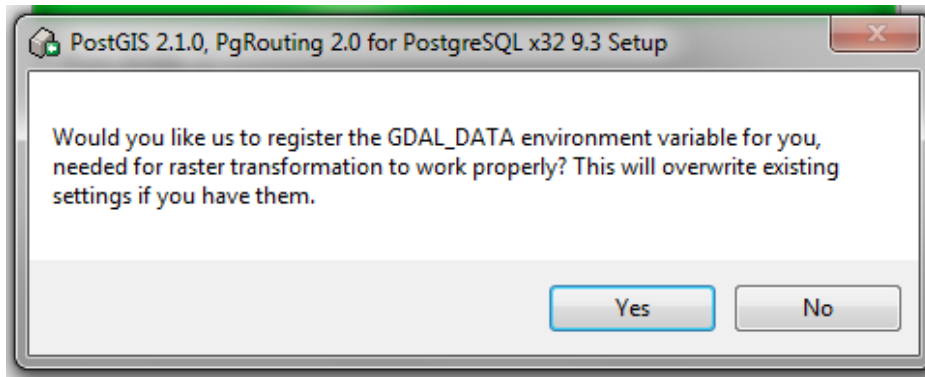 PostGIS 2.1.0, PgRouting 2.0 for PostgreSQL x32 9.3 Setup
Would you like us to register the GDAL_DATA environment variable for you,
needed for raster transformation to work properly? This will overwrite existing
settings if you have them.
Yes No